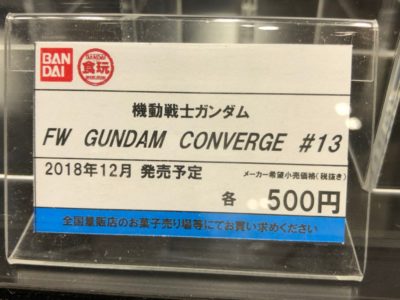 BAN
DAI
BANDAI
食玩
機動戦士ガンダム
FW GUNDAM CONVERGE #13
2018年12月 発売予定
メーカー希望小売価格(税抜き)
各 500円
全国量販店のお菓子売り場等にてお買い求めください